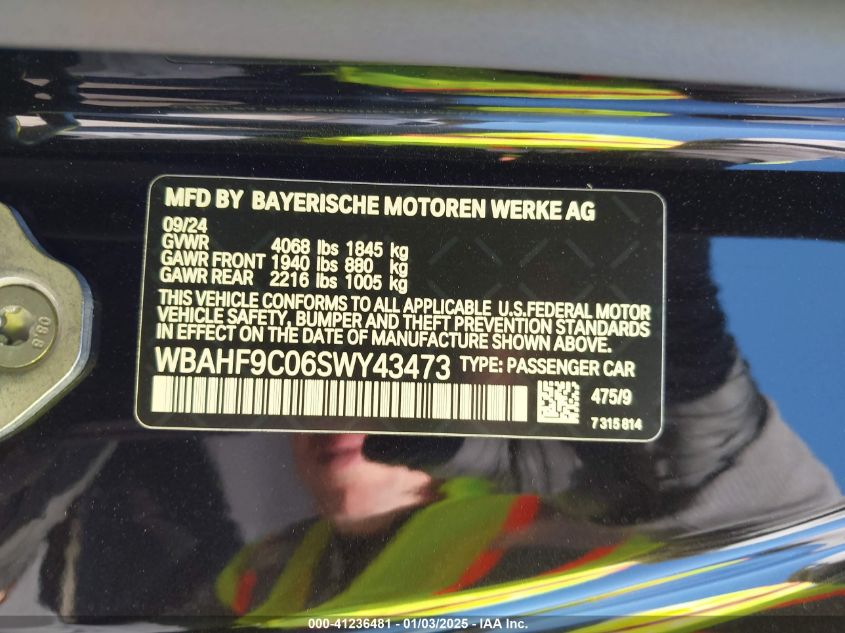 MFD BY BAYERISCHE MOTOREN WERKE AG
09/24
GVWR 4068 lbs 1845 kg
GAWR FRONT 1940 lbs 880 kg
GAWR REAR 2216 lbs 1005 kg
THIS VEHICLE CONFORMS TO ALL APPLICABLE U.S.FEDERAL MOTOR
VEHICLE SAFETY, BUMPER AND THEFT PREVENTION STANDARDS
IN EFFECT ON THE DATE OF MANUFACTURE SHOWN ABOVE.
WBAHF9C06SWY43473 TYPE: PASSENGER CAR
475/9
7 315 814
8.80
000-41236481 - 01/03/2025 - IAA Inc.